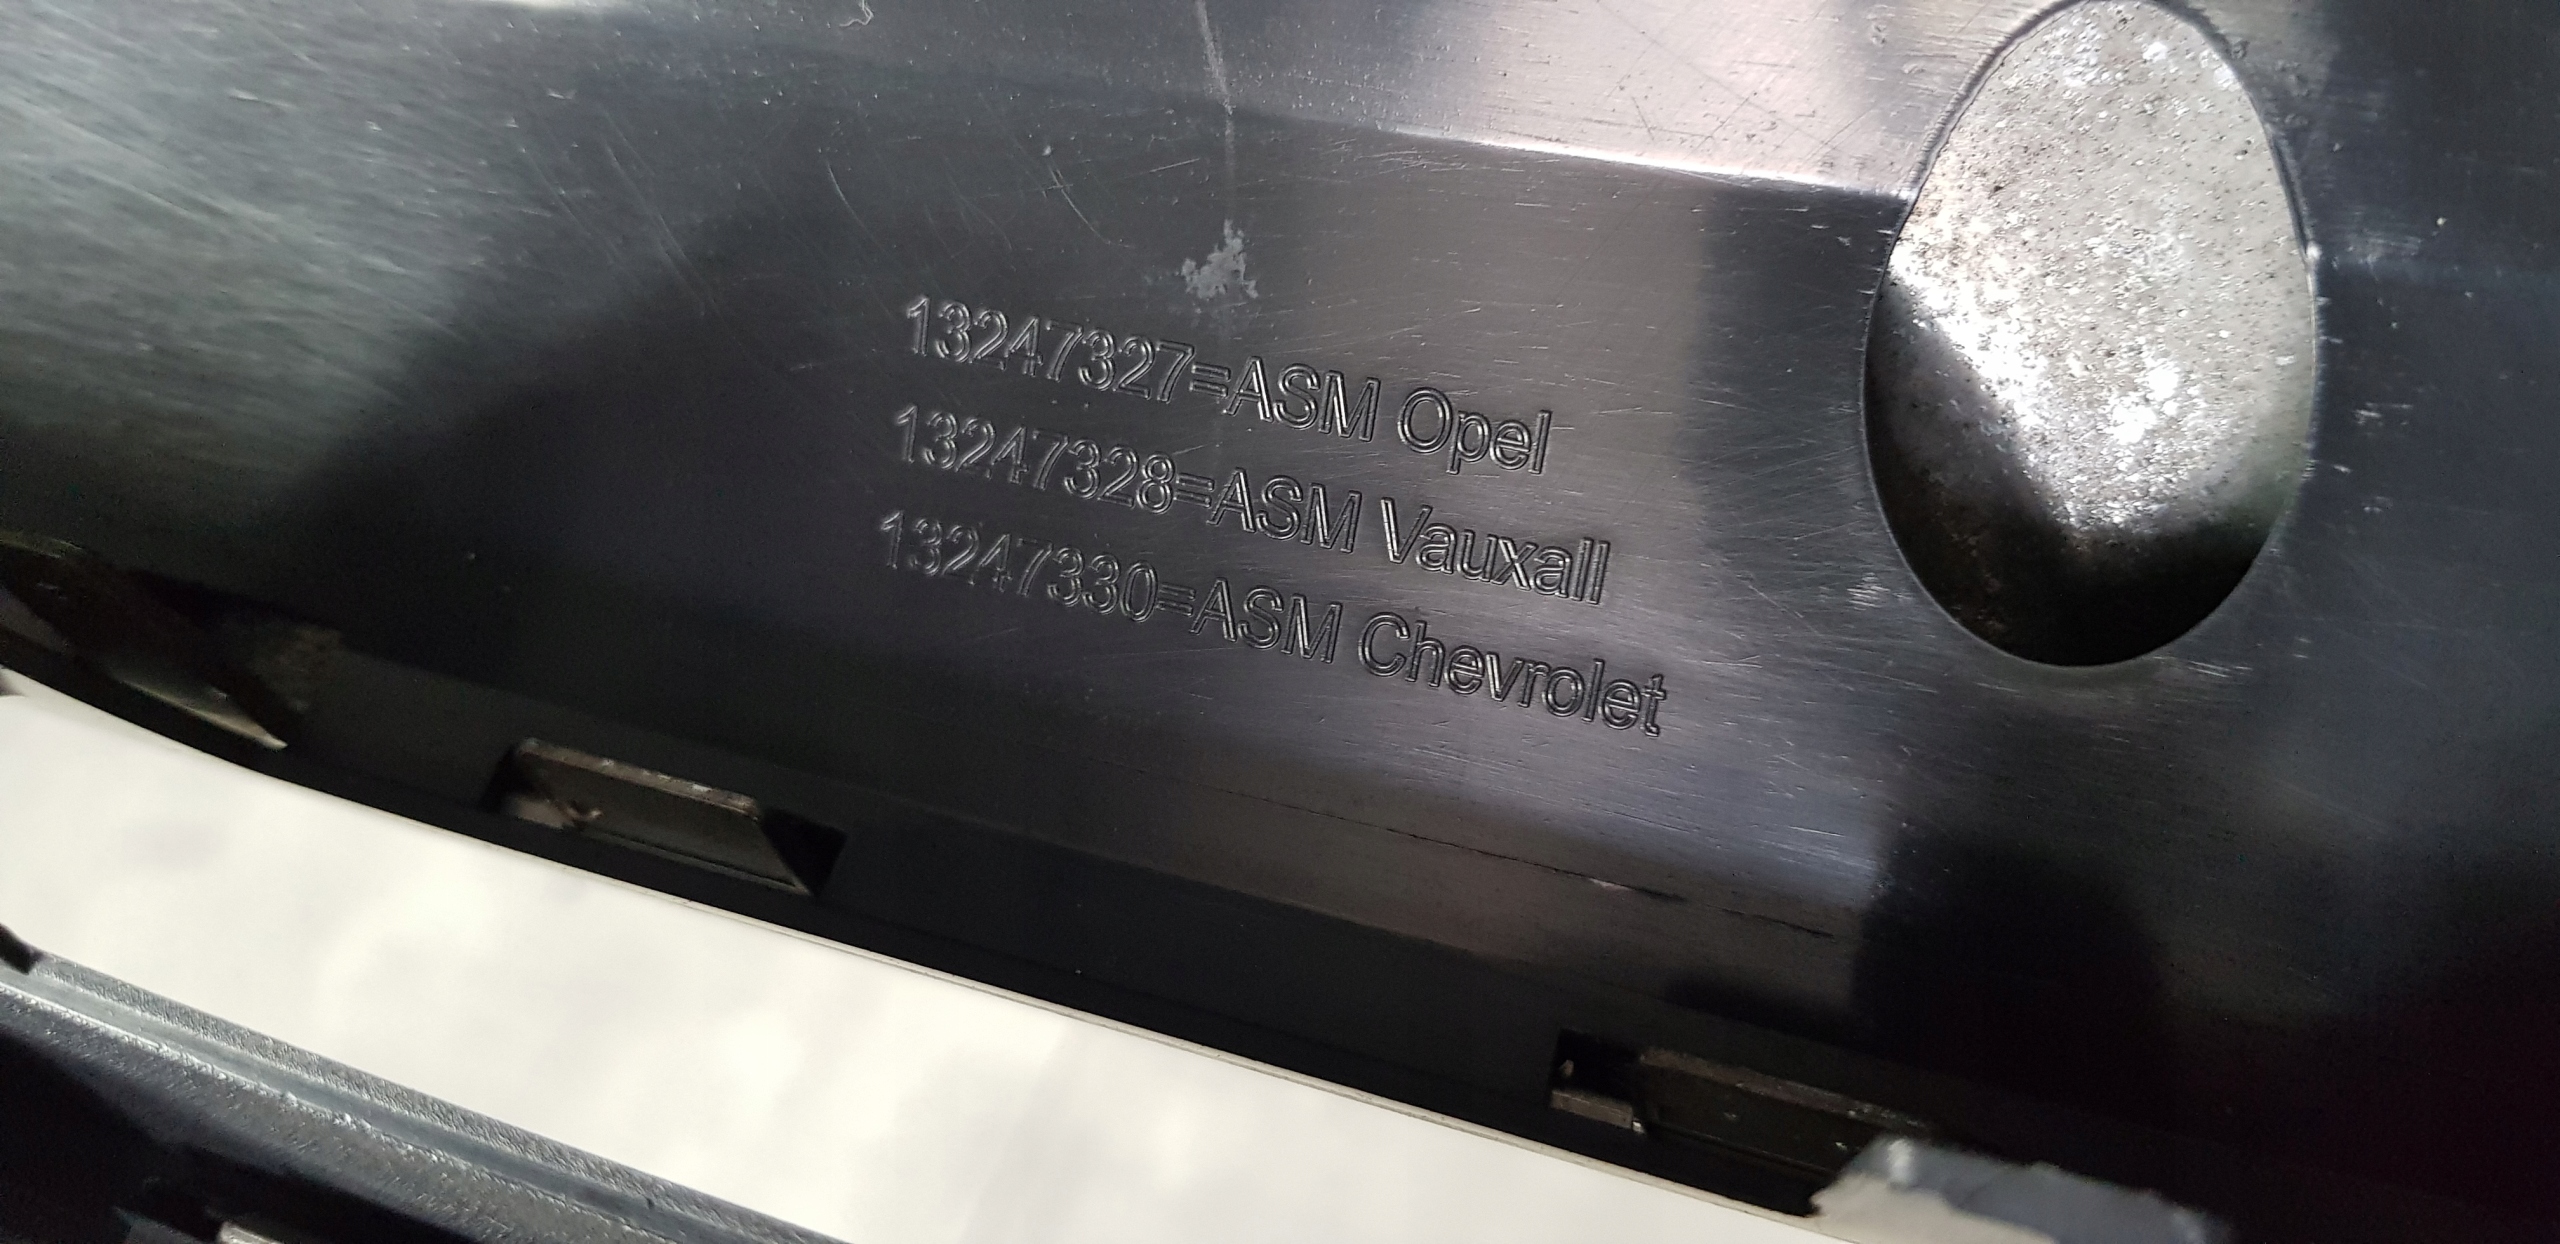 13247327=ASM Opel
13247328=ASM Vauxall
13247330=ASM Chevrolet